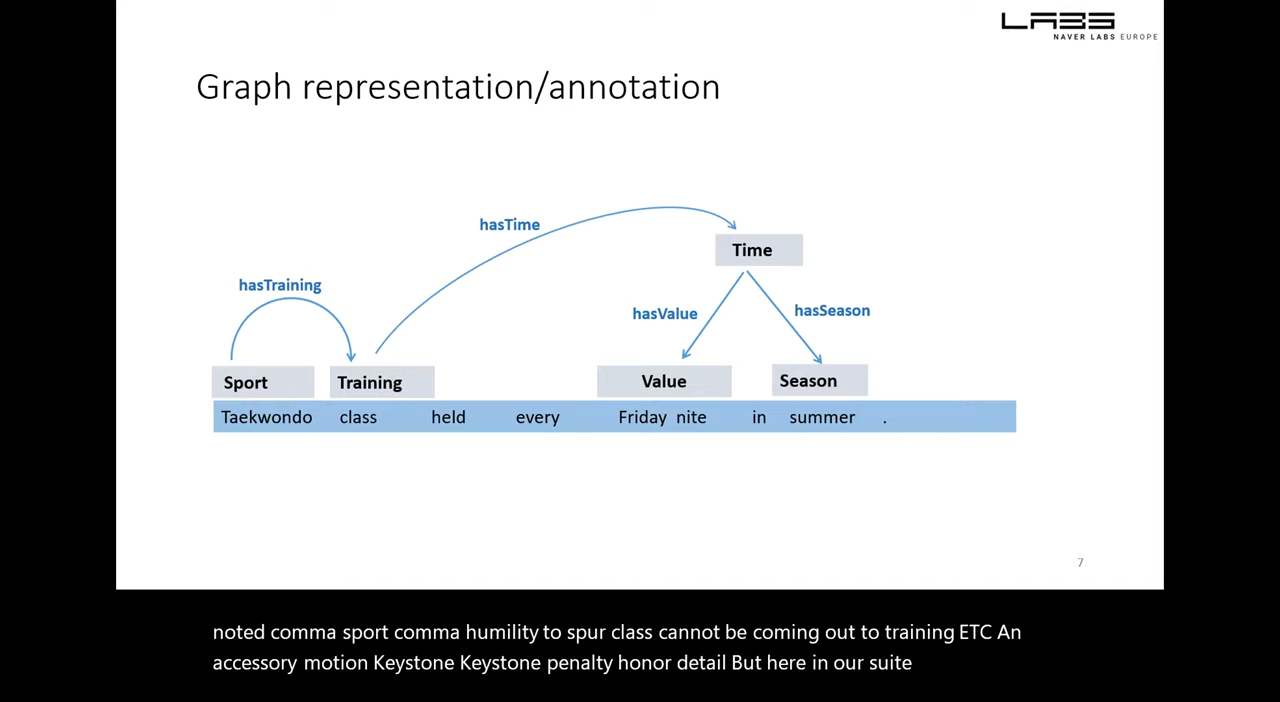 LABS
NAVER LABS EUROPE
Graph representation/annotation
hasTime
Time
hasTraining
hasValue
hasSeason
Sport Training Value Season
Taekwondo class held every Friday nite in summer .
7
noted comma sport comma humility to spur class cannot be coming out to training ETC An
accessory motion Keystone Keystone penalty honor detail But here in our suite